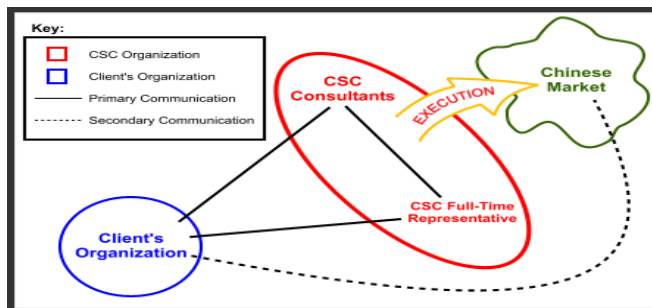 Key:
CSC Organization
Client's Organization
Primary Communication
Secondary Communication
CSC
Consultants
EXECUTION
Chinese
Market
CSC Full-Time
Representative
Client's
Organization